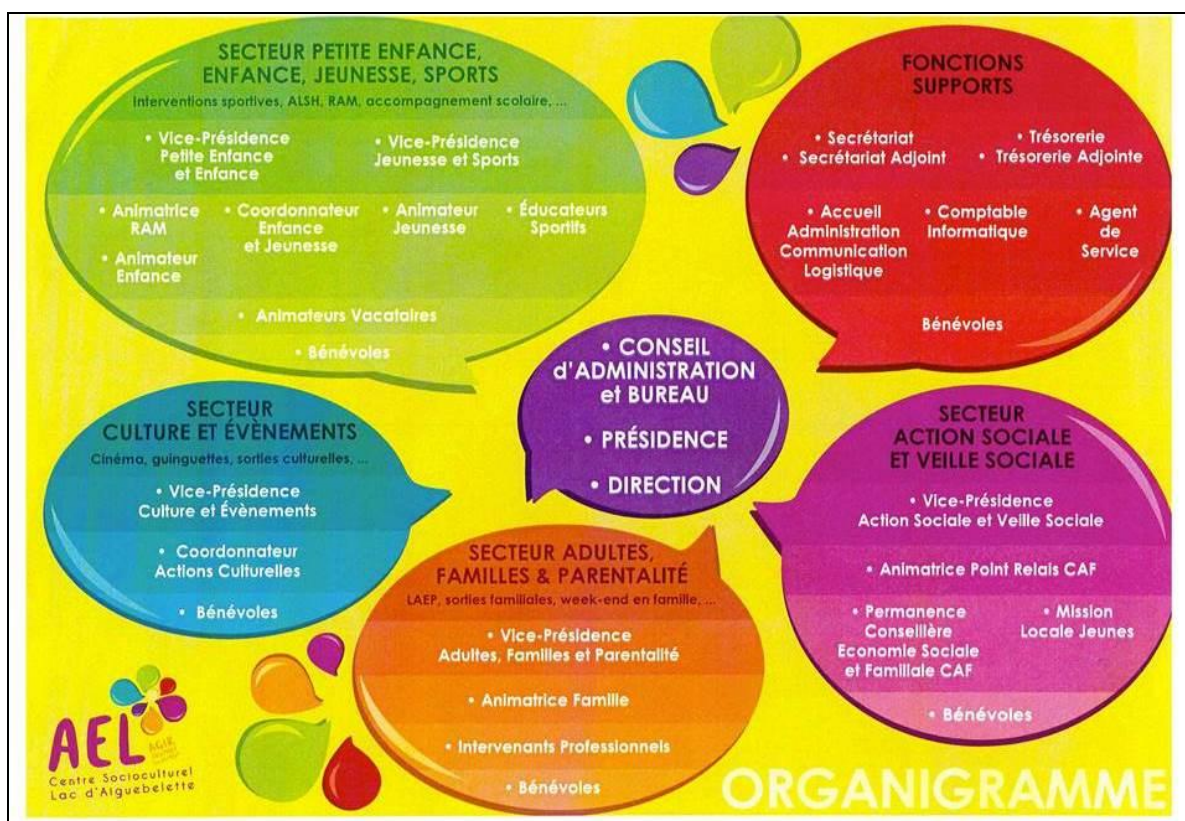 SECTEUR PETITE ENFANCE,
ENFANCE, JEUNESSE, SPORTS
Interventions sportives, ALSH, RAM, accompagnement scolaire, ...
• Vice-Présidence
Petite Enfance
et Enfance
• Vice-Présidence
Jeunesse et Sports
• Animatrice
RAM
• Animateur
Enfance
• Coordonnateur
Enfance
et Jeunesse
• Animateur
Jeunesse
• Éducateurs
Sportifs
• Animateurs Vacataires
• Bénévoles
FONCTIONS
SUPPORTS
• Secrétariat
• Secrétariat Adjoint
• Trésorerie
• Trésorerie Adjointe
• Accueil
Administration
Communication
Logistique
• Comptable
Informatique
• Agent
de
Service
Bénévoles
• CONSEIL
d'ADMINISTRATION
et BUREAU
• PRÉSIDENCE
• DIRECTION
SECTEUR
CULTURE ET ÉVÈNEMENTS
Cinéma, guinguettes, sorties culturelles, ...
• Vice-Présidence
Culture et Évènements
• Coordonnateur
Actions Culturelles
• Bénévoles
SECTEUR ADULTES,
FAMILLES & PARENTALITÉ
LAEP, sorties familiales, week-end en famille, ...
• Vice-Présidence
Adultes, Familles et Parentalité
• Animatrice Famille
• Intervenants Professionnels
• Bénévoles
SECTEUR
ACTION SOCIALE
ET VEILLE SOCIALE
• Vice-Présidence
Action Sociale et Veille Sociale
• Animatrice Point Relais CAF
• Permanence
Conseillère
Economie Sociale
et Familiale CAF
• Mission
Locale Jeunes
• Bénévoles
AEL
AGIR
Centre Socioculturel
Lac d'Aiguebelette
ORGANIGRAMME